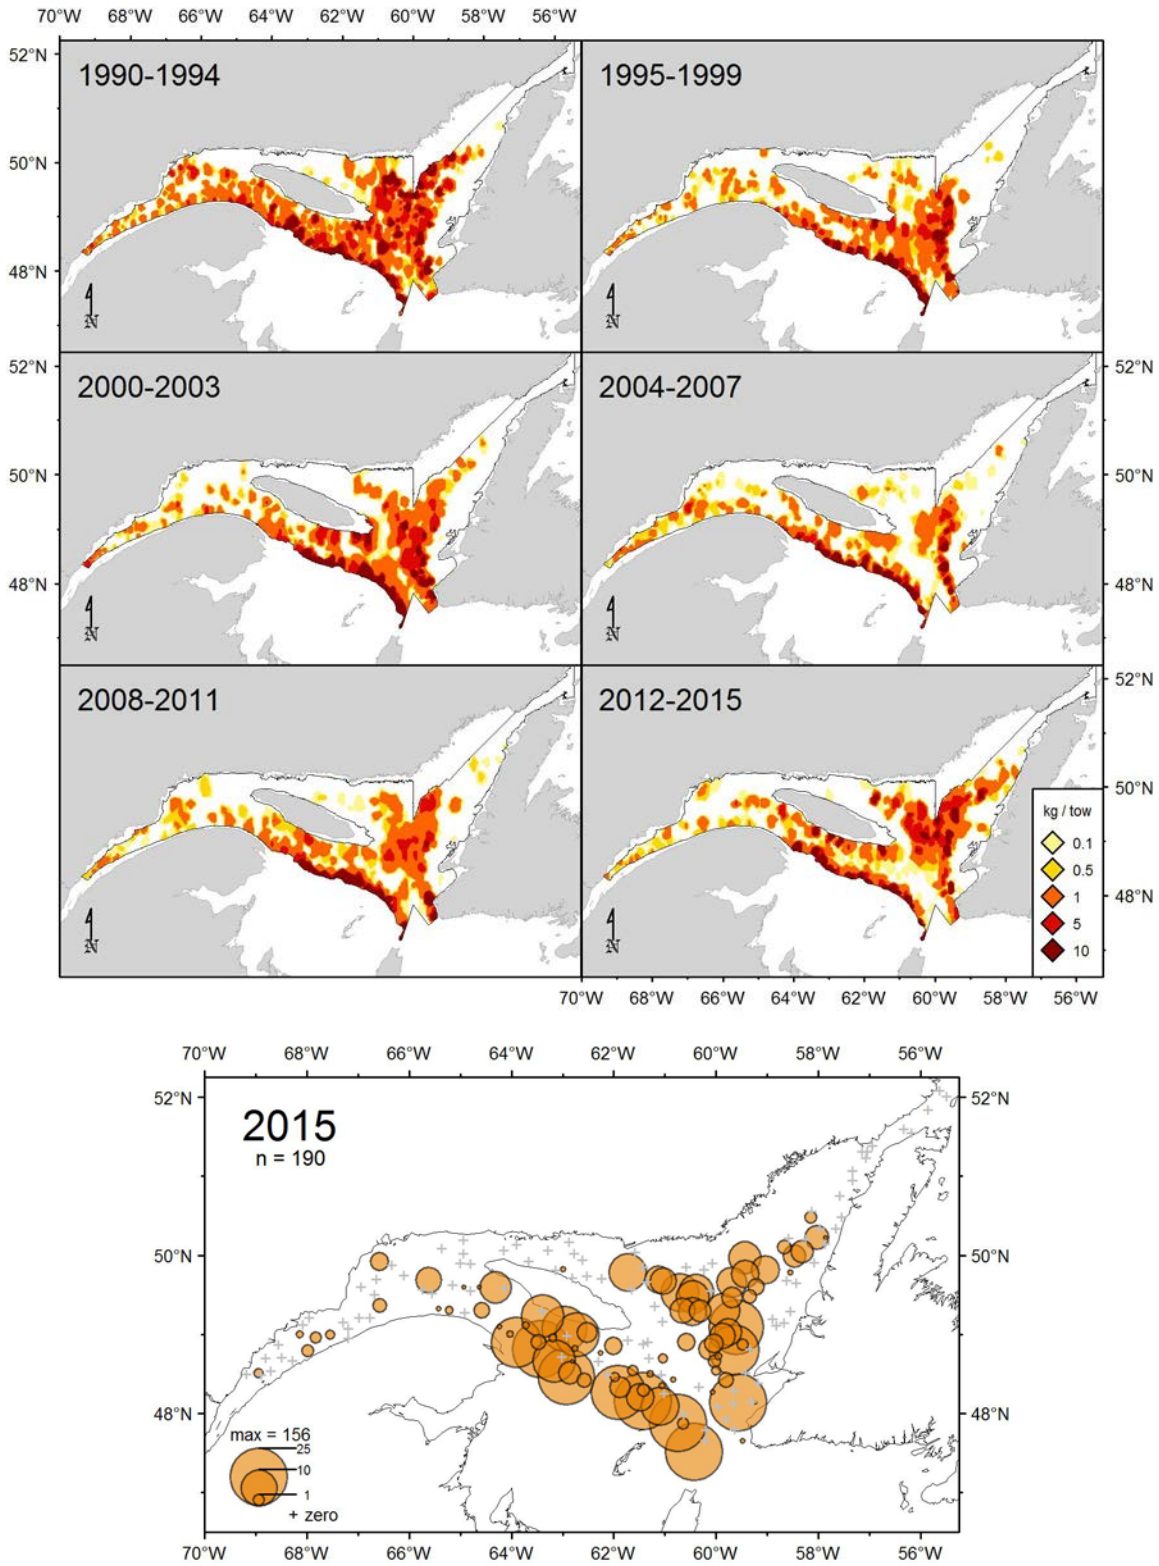 70°W 68°W 66°W 64°W 62°W 60°W 58°W 56°W
52°N
1990-1994
1995-1999
50°N
48°N
N
N
52°N
2000-2003
2004-2007
52°N
50°N
50°N
48°N
48°N
N
N
2008-2011
2012-2015
52°N
50°N
kg / tow
0.1
0.5
1
5
10
48°N
N
N
70°W 68°W 66°W 64°W 62°W 60°W 58°W 56°W
70°W 68°W 66°W 64°W 62°W 60°W 58°W 56°W
52°N
52°N
2015
n = 190
50°N
50°N
48°N
48°N
max = 156
25
10
1
+ zero
70°W 68°W 66°W 64°W 62°W 60°W 58°W 56°W